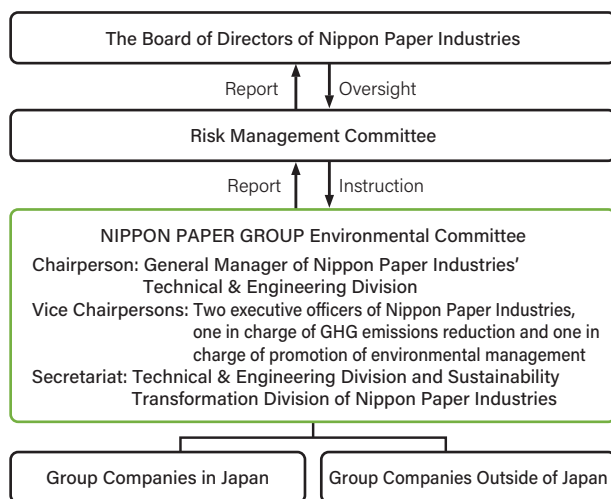 The Board of Directors of Nippon Paper Industries
Report
Oversight
Risk Management Committee
Report
Instruction
NIPPON PAPER GROUP Environmental Committee
Chairperson: General Manager of Nippon Paper Industries’
Technical & Engineering Division
Vice Chairpersons: Two executive officers of Nippon Paper Industries,
one in charge of GHG emissions reduction and one in
charge of promotion of environmental management
Secretariat: Technical & Engineering Division and Sustainability
Transformation Division of Nippon Paper Industries
Group Companies in Japan
Group Companies Outside of Japan